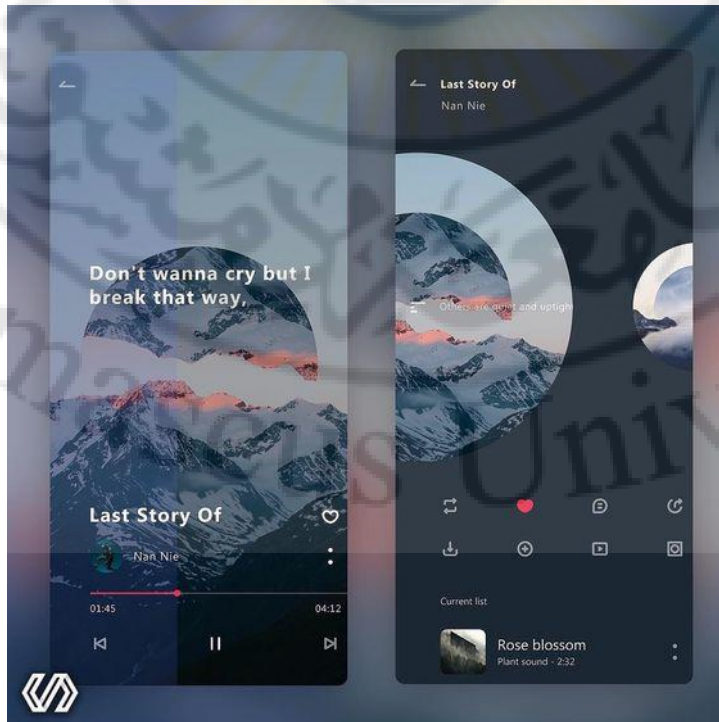 Don't wanna cry but I
break that way,
Last Story Of
Nan Nie
01:45
04:12
Last Story Of
Nan Nie
Others are quiet and uptigh
Current list
Rose blossom
Plant sound - 2:32